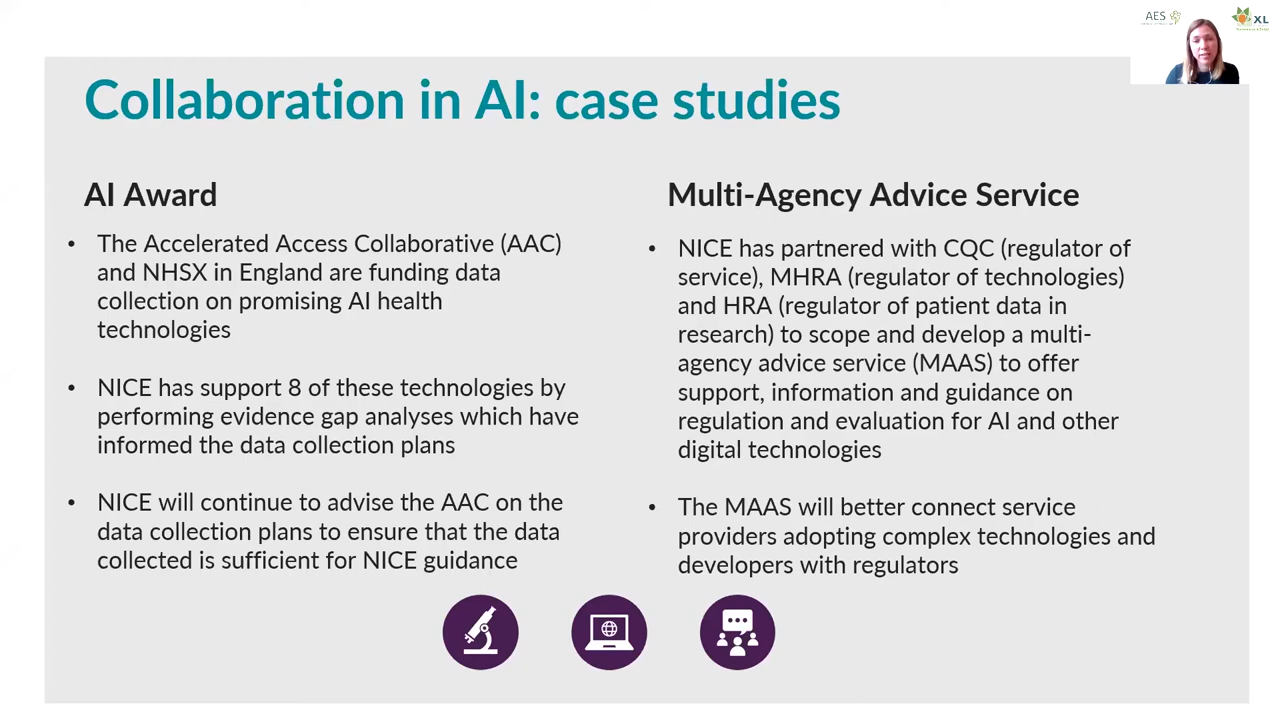 AES
XL
Collaboration in AI: case studies
AI Award
• The Accelerated Access Collaborative (AAC)
and NHSX in England are funding data
collection on promising AI health
technologies
• NICE has support 8 of these technologies by
performing evidence gap analyses which have
informed the data collection plans
• NICE will continue to advise the AAC on the
data collection plans to ensure that the data
collected is sufficient for NICE guidance
Multi-Agency Advice Service
• NICE has partnered with CQC (regulator of
service), MHRA (regulator of technologies)
and HRA (regulator of patient data in
research) to scope and develop a multi-
agency advice service (MAAS) to offer
support, information and guidance on
regulation and evaluation for AI and other
digital technologies
• The MAAS will better connect service
providers adopting complex technologies and
developers with regulators